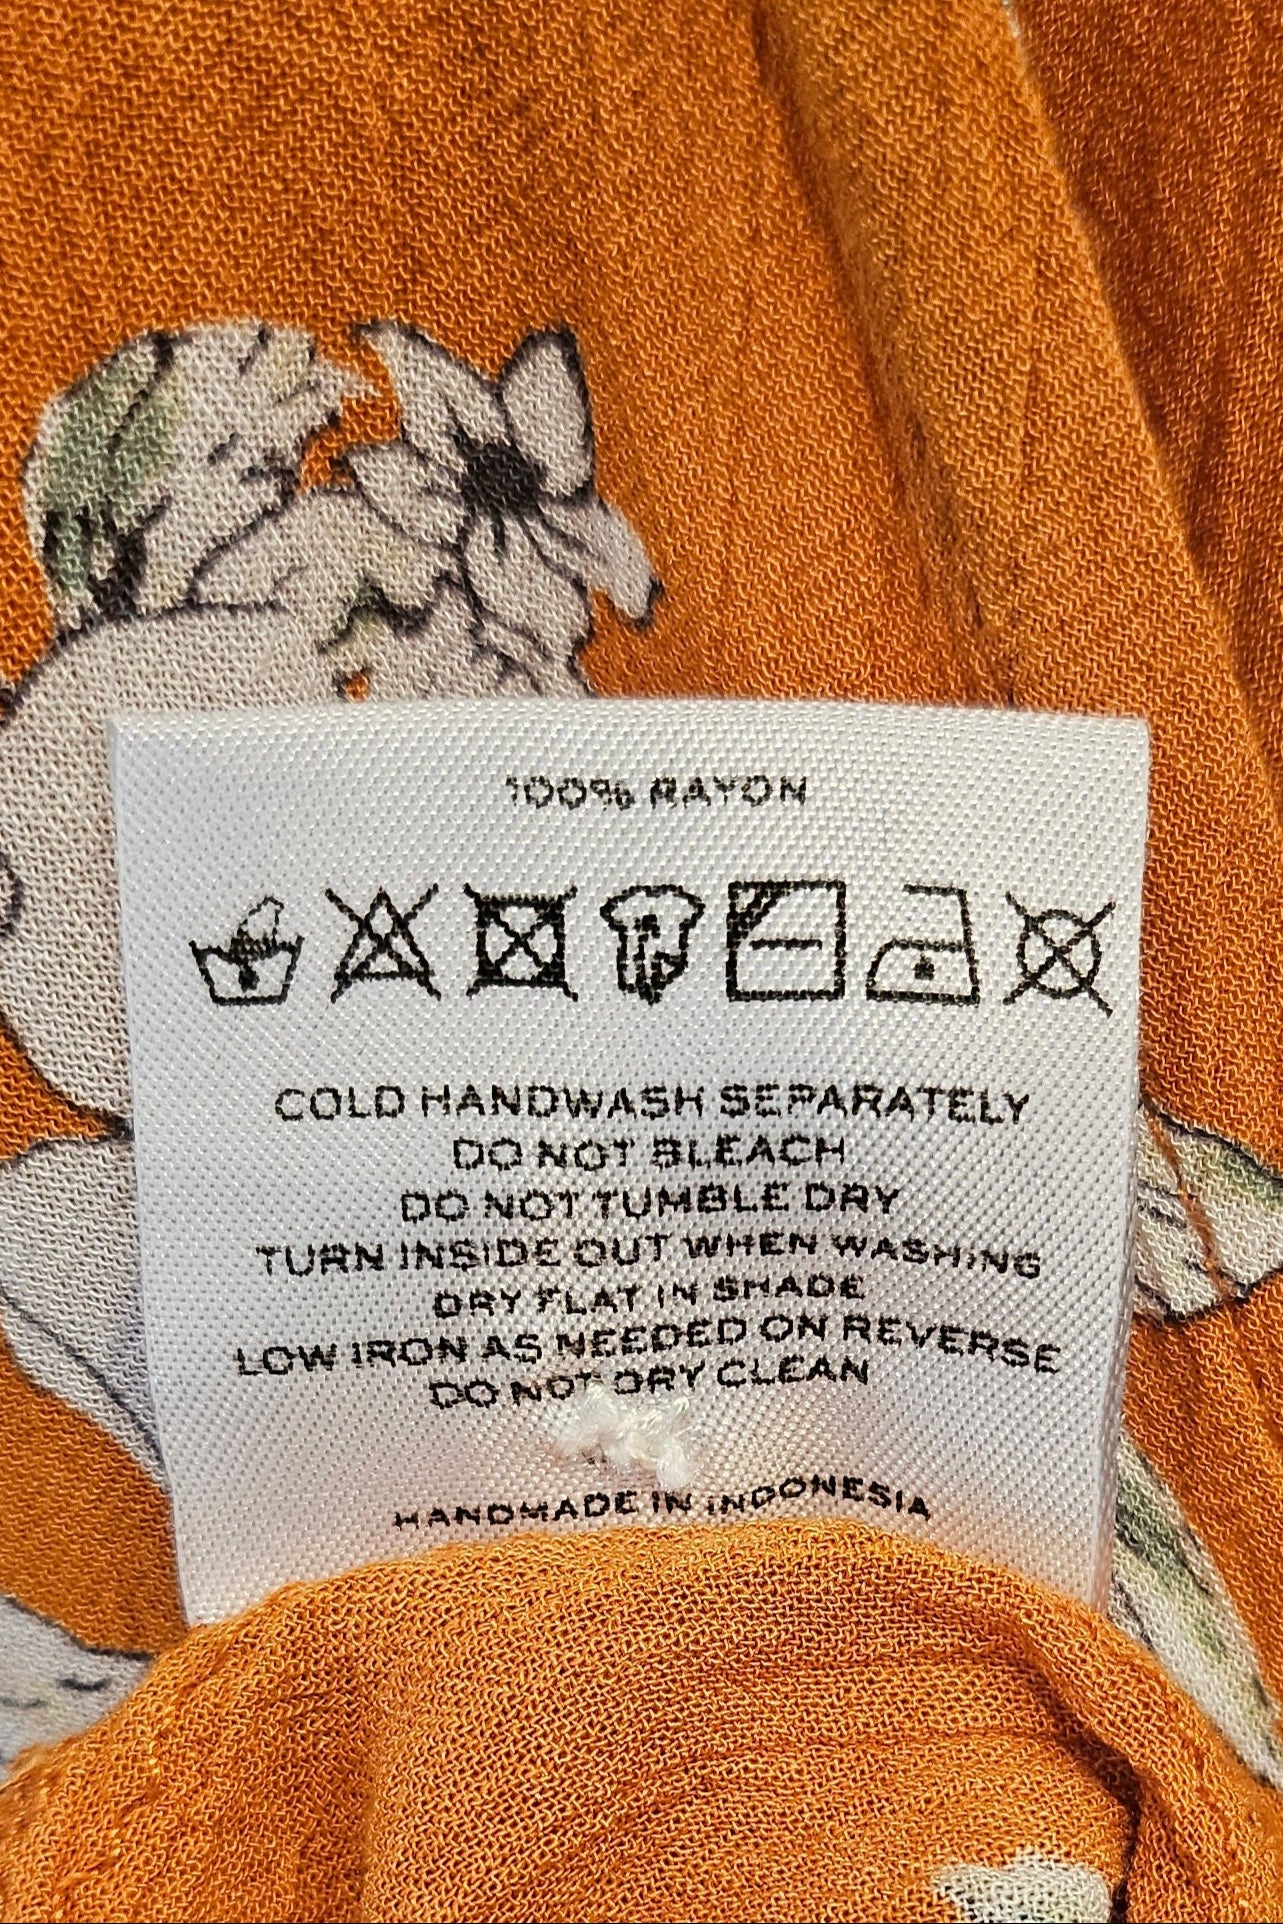 100% RAYON
COLD HANDWASH SEPARATELY
DO NOT BLEACH
DO NOT TUMBLE DRY
TURN INSIDE OUT WHEN WASHING
DRY FLAT IN SHADE
LOW IRON AS NEEDED ON REVERSE
DO NOT DRY CLEAN
HANDMADE IN INDONESIA